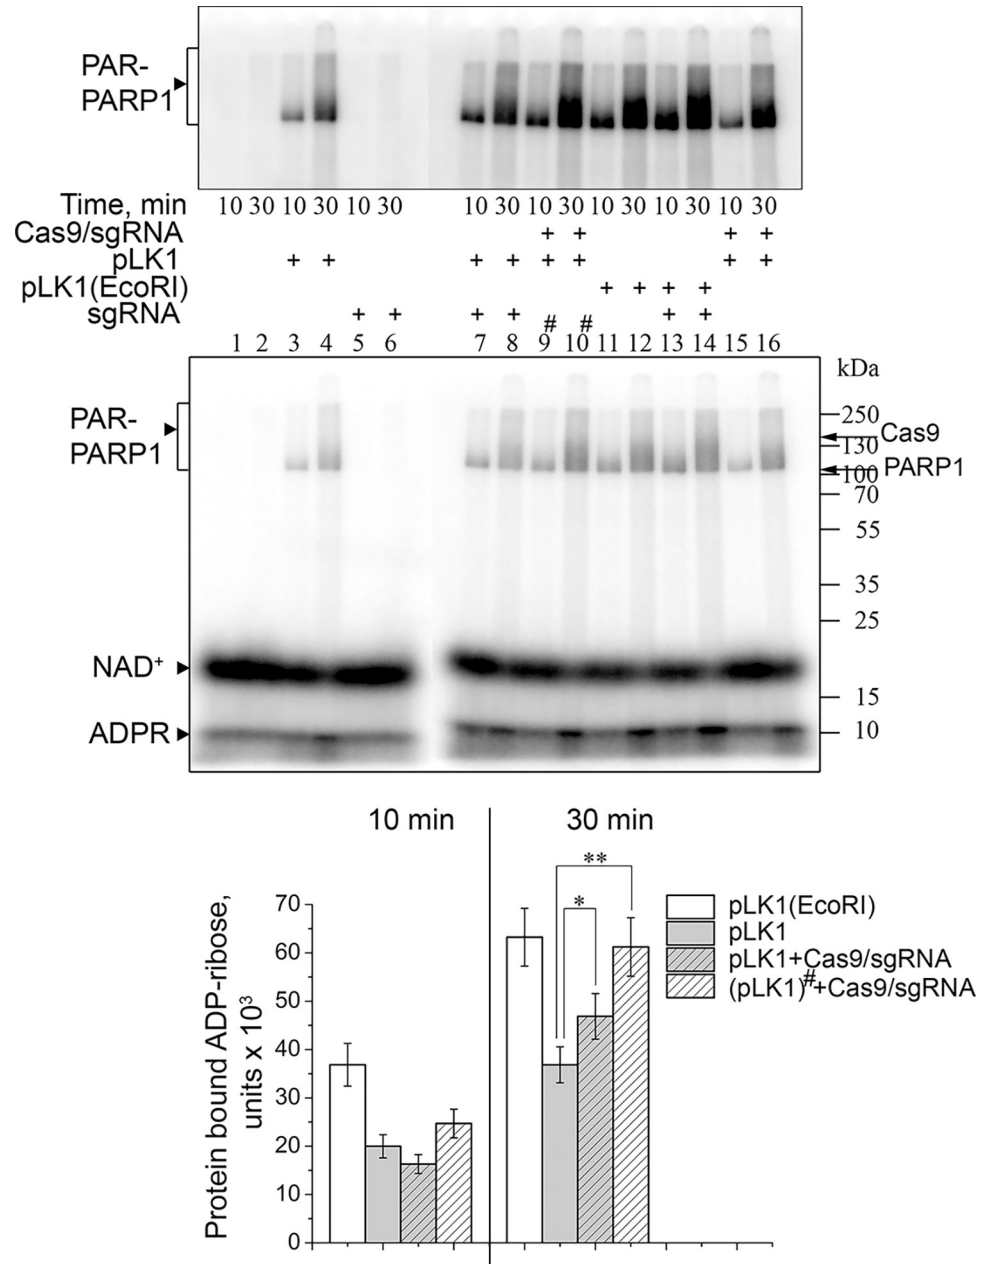 PAR-
PARP1
Time, min 10 30 10 30 10 30 10 30 10 30 10 30 10 30 10 30
Cas9/sgRNA + + + +
pLK1 + + + + + + + +
pLK1(EcoRI) + + + +
sgRNA + + + + # # + +
1 2 3 4 5 6 7 8 9 10 11 12 13 14 15 16
kDa
PAR-
PARP1
250
Cas9
130
100 PARP1
70
55
35
25
NAD+
15
ADPR
10
10 min 30 min
Protein bound ADP-ribose,
units x 10³
70
60
50
40
30
20
10
0
**
*
pLK1(EcoRI)
pLK1
pLK1+Cas9/sgRNA
(pLK1)#+Cas9/sgRNA